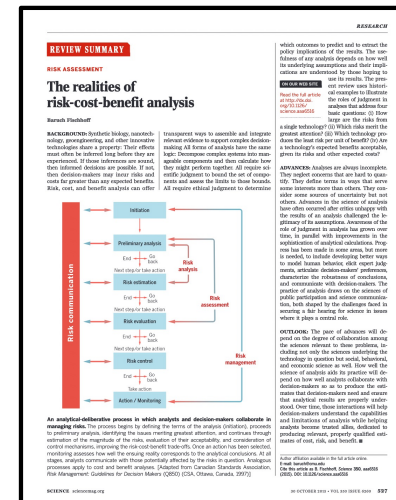 RESEARCH
REVIEW SUMMARY
RISK ASSESSMENT
The realities of
risk-cost-benefit analysis
Baruch Fischhoff
BACKGROUND: Synthetic biology, nanotech-
nology, geoengineering, and other innovative
technologies share a property: Their effects
must often be inferred long before they are
experienced. If those inferences are sound,
then informed decisions are possible. If not,
then decision-makers may incur risks and
costs far greater than any expected benefits.
Risk, cost, and benefit analysis can offer
transparent ways to assemble and integrate
relevant evidence to support complex decision-
making. All forms of analysis have the same
logic: Decompose complex systems into man-
ageable components and then calculate how
they might perform together. All require sci-
entific judgment to bound the set of compo-
nents and assess the limits to those bounds.
All require ethical judgment to determine
which outcomes to predict and to extract the
policy implications of the results. The use-
fulness of any analysis depends on how well
its underlying assumptions and their impli-
cations are understood by those hoping to
use its results. The pres-
ent review uses histori-
cal examples to illustrate
the roles of judgment in
analyses that address four
basic questions: (i) How
large are the risks from
a single technology? (ii) Which risks merit the
greatest attention? (iii) Which technology pro-
duces the least risk per unit of benefit? (iv) Are
a technology's expected benefits acceptable,
given its risks and other expected costs?
ON OUR WEB SITE
Read the full article
at http://dx.doi.
org/10.1126/
science.aaa6516
ADVANCES: Analyses are always incomplete.
They neglect concerns that are hard to quan-
tify. They define terms in ways that serve
some interests more than others. They con-
sider some sources of uncertainty but not
others. Advances in the science of analysis
have often occurred after critics unhappy with
the results of an analysis challenged the le-
gitimacy of its assumptions. Awareness of the
role of judgment in analysis has grown over
time, in parallel with improvements in the
sophistication of analytical calculations. Prog-
ress has been made in some areas, but more
is needed, to include developing better ways
to model human behavior, elicit expert judg-
ments, articulate decision-makers' preferences,
characterize the robustness of conclusions,
and communicate with decision-makers. The
practice of analysis draws on the sciences of
public participation and science communica-
tion, both shaped by the challenges faced in
securing a fair hearing for science in issues
where it plays a central role.
OUTLOOK: The pace of advances will de-
pend on the degree of collaboration among
the sciences relevant to these problems, in-
cluding not only the sciences underlying the
technology in question but social, behavioral,
and economic science as well. How well the
science of analysis aids its practice will de-
pend on how well analysts collaborate with
decision-makers so as to produce the esti-
mates that decision-makers need and ensure
that analytical results are properly under-
stood. Over time, those interactions will help
decision-makers understand the capabilities
and limitations of analysis while helping
analysts become trusted allies, dedicated to
producing relevant, properly qualified esti-
mates of cost, risk, and benefit.
Risk communication
Initiation
Preliminary analysis
End
Go
back
Next step for take action
Risk estimation
End
Go
back
Next step/take action
Risk evaluation
End
Go
back
Next step/take action
Risk control
End
Go
back
Take action
Action / Monitoring
Risk
analysis
Risk
assessment
Risk
management
An analytical-deliberative process in which analysts and decision-makers collaborate in
managing risks. The process begins by defining the terms of the analysis (initiation), proceeds
to preliminary analysis, identifying the issues meriting greatest attention, and continues through
estimation of the magnitude of the risks, evaluation of their acceptability, and consideration of
control mechanisms, improving the risk-cost-benefit trade-offs. Once an action has been selected,
monitoring assesses how well the ensuing reality corresponds to the analytical conclusions. At all
stages, analysts communicate with those potentially affected by the risks in question. Analogous
processes apply to cost and benefit analyses. [Adapted from Canadian Standards Association,
Risk Management: Guidelines for Decision Makers (Q850) (CSA, Ottawa, Canada, 1997)]
Author affiliation available in the full article online.
E-mail: baruch@cmu.edu
Cite this article as B. Fischhoff, Science 350, aaa6516
(2015). DOI: 10.1126/science.aaa6516
SCIENCE sciencemag.org
30 OCTOBER 2015 • VOL 350 ISSUE 6260
527